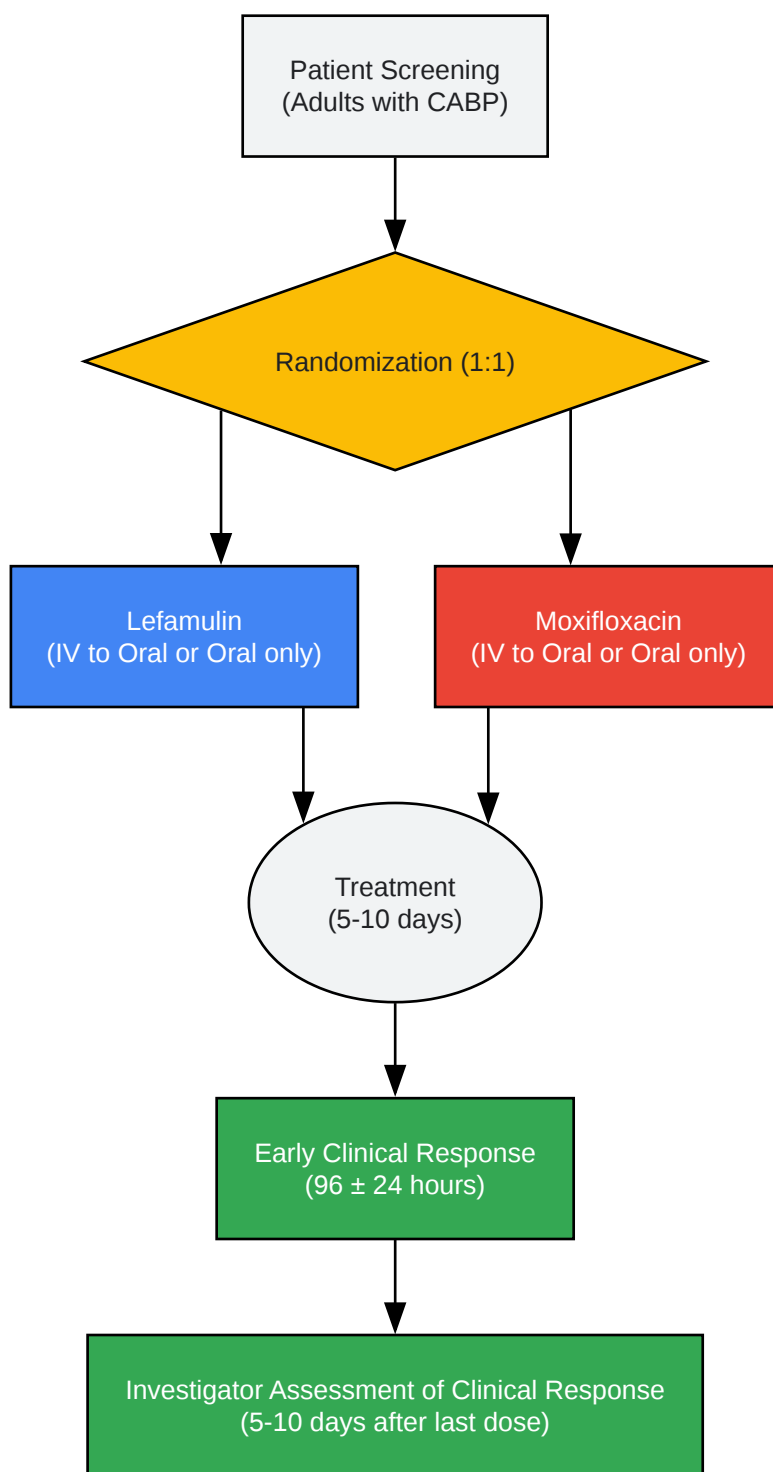 Patient Screening
(Adults with CABP)
Randomization (1:1)
Lefamulin
(IV to Oral or Oral only)
Moxifloxacin
(IV to Oral or Oral only)
Treatment
(5-10 days)
Early Clinical Response
(96 ± 24 hours)
Investigator Assessment of Clinical Response
(5-10 days after last dose)